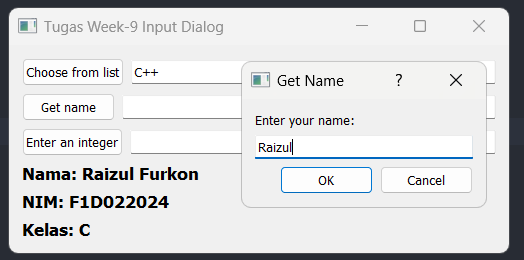 Tugas Week-9 Input Dialog
Choose from list C++
Get name
Enter an integer
Nama: Raizul Furkon
NIM: F1D022024
Kelas: C
Get Name ?
Enter your name:
Raizul
OK Cancel